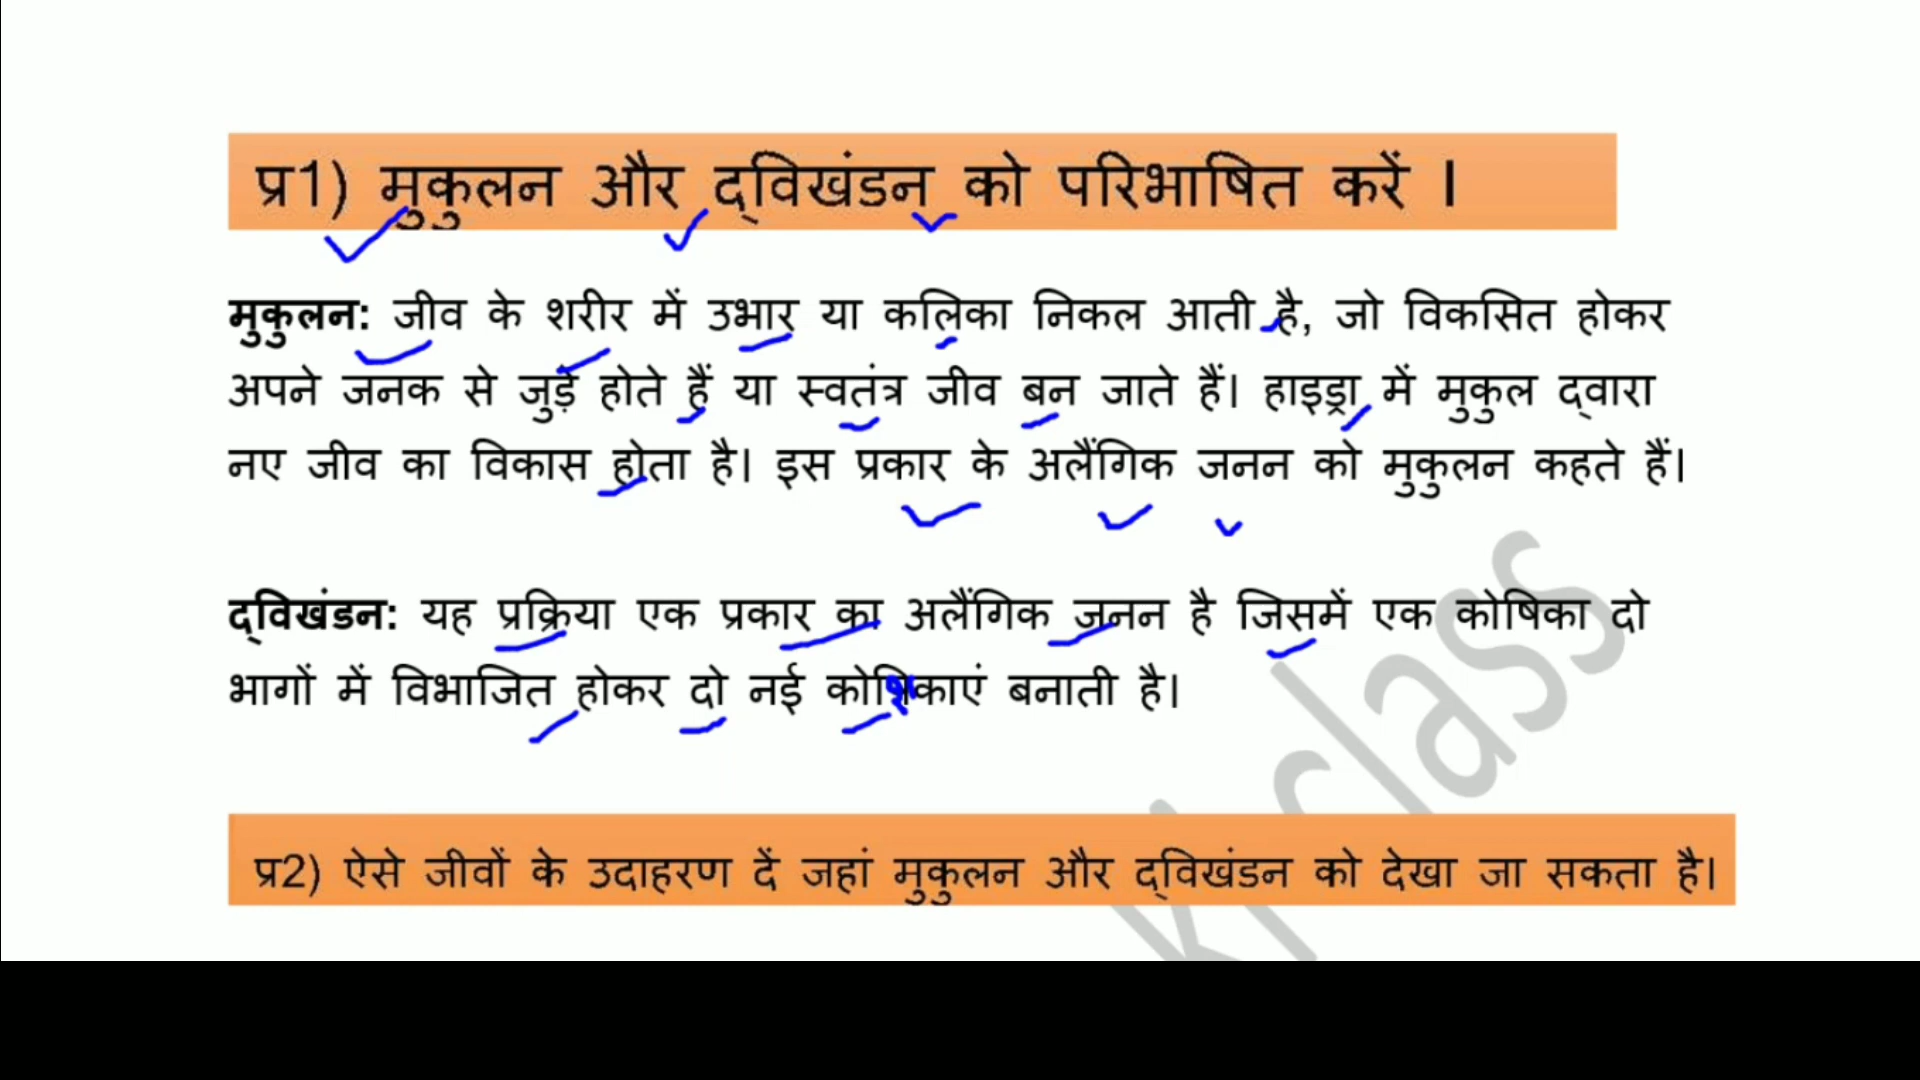 प्र1) मुकुलन और द्विखंडन को परिभाषित करें ।
मुकुलन: जीव के शरीर में उभार या कलिका निकल आती है, जो विकसित होकर
अपने जनक से जुड़े होते हैं या स्वतंत्र जीव बन जाते हैं। हाइड्रा में मुकुल द्वारा
नए जीव का विकास होता है। इस प्रकार के अलैंगिक जनन को मुकुलन कहते हैं।
द्विखंडन: यह प्रक्रिया एक प्रकार का अलैंगिक जनन है जिसमें एक कोषिका दो
भागों में विभाजित होकर दो नई कोशिकाएं बनाती है।
प्र2) ऐसे जीवों के उदाहरण दें जहां मुकुलन और द्विखंडन को देखा जा सकता है।
class